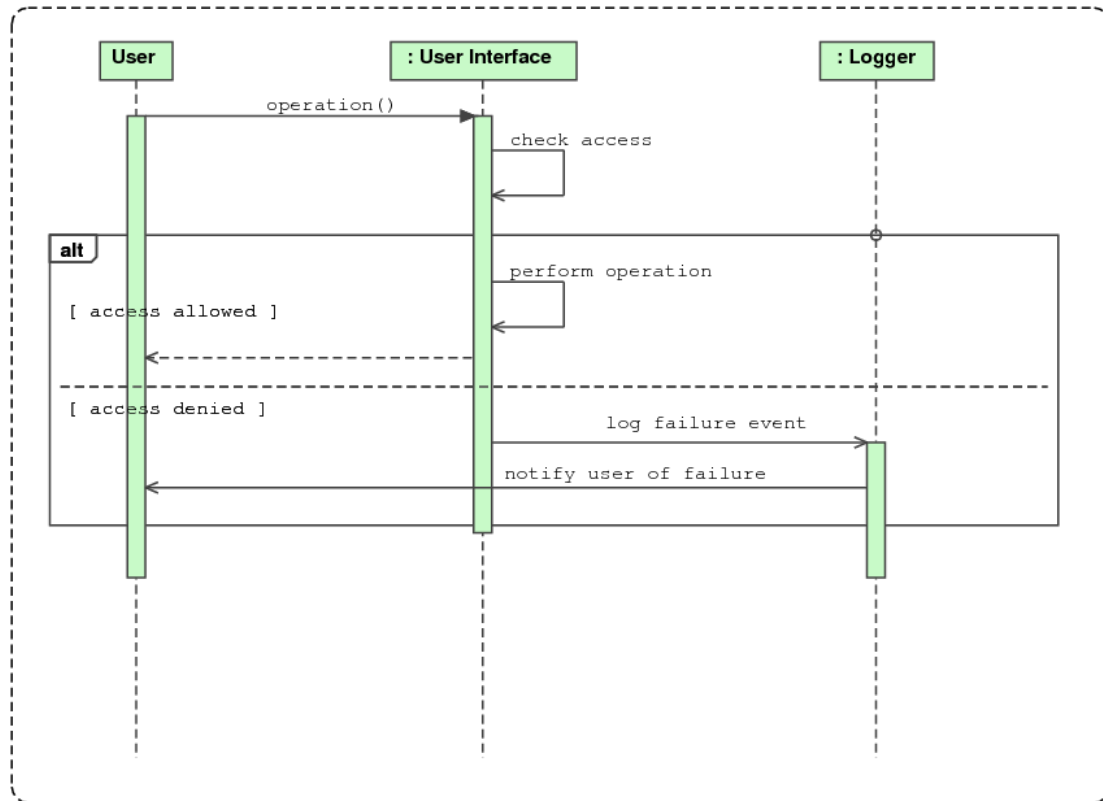 User
: User Interface
: Logger
operation()
check access
alt
perform operation
[ access allowed ]
[ access denied ]
log failure event
notify user of failure